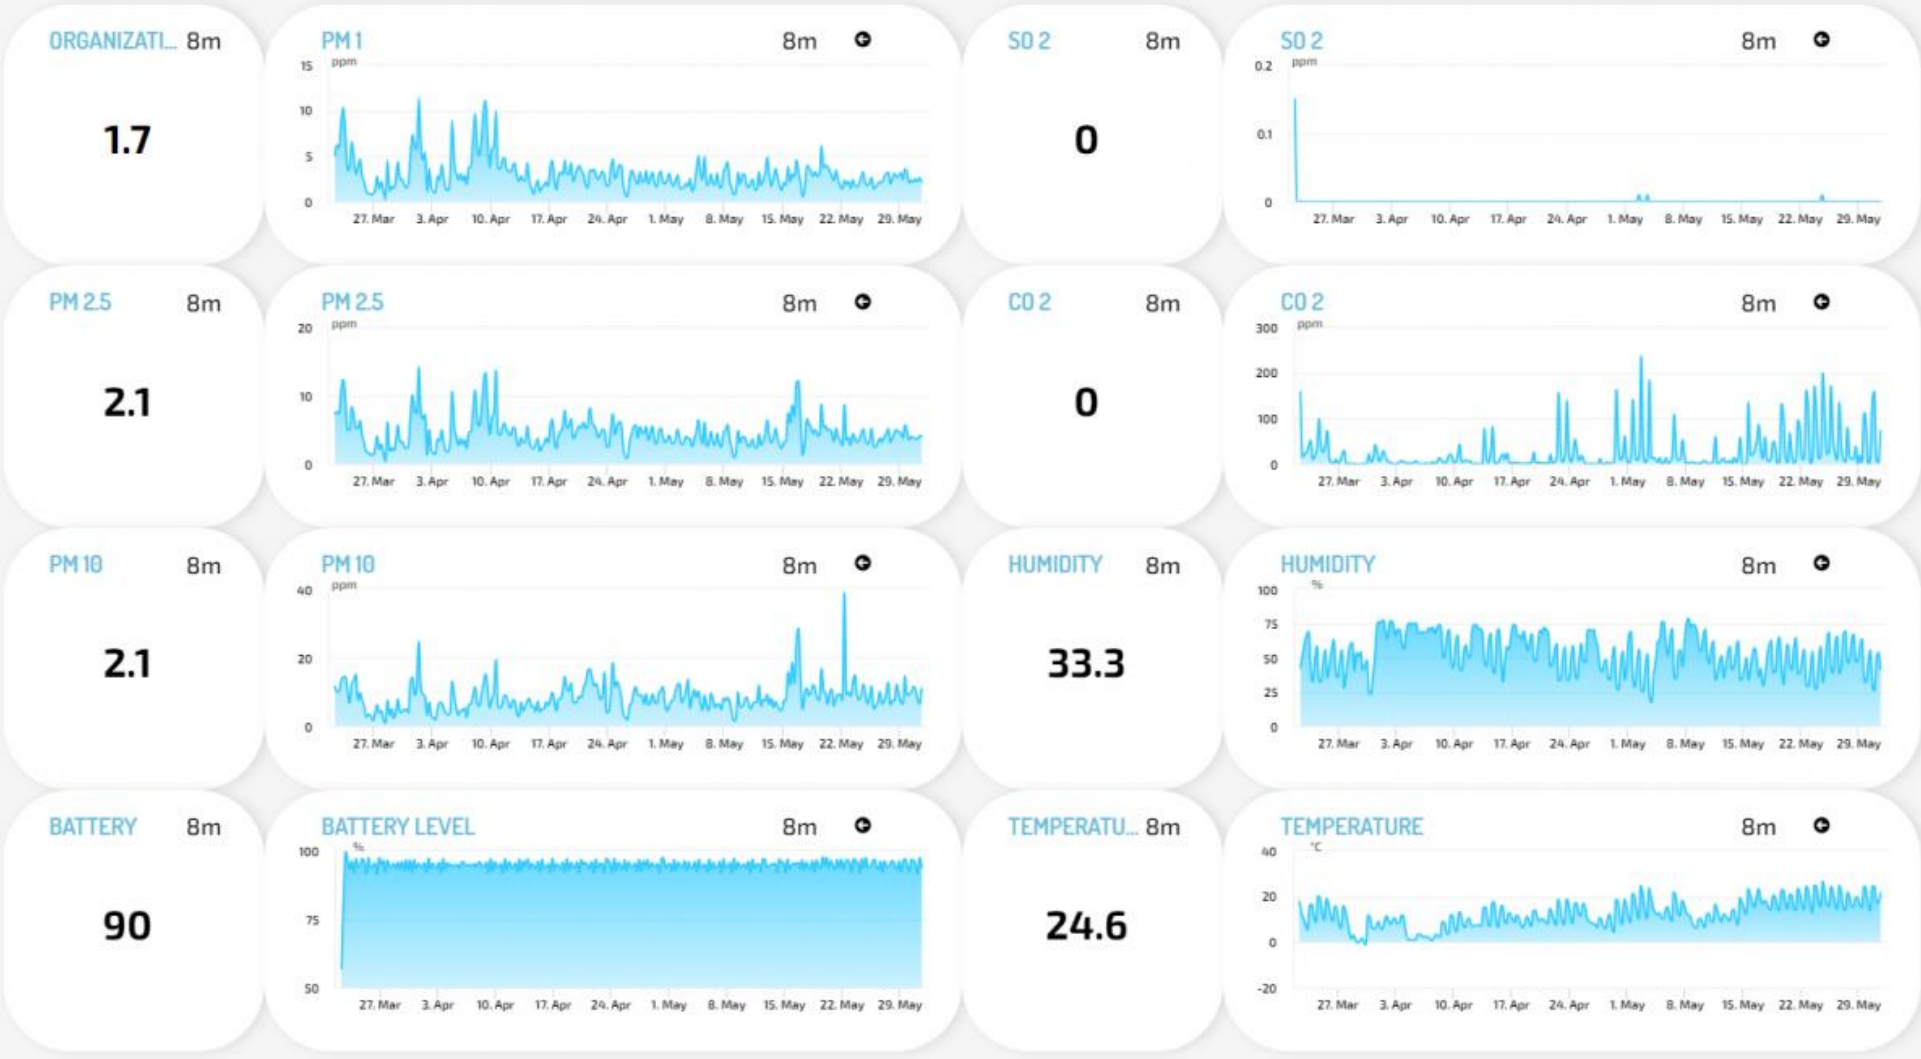 ORGANIZATI... 8m
1.7
PM 1 8m
ppm
15
10
5
0
27. Mar 3. Apr 10. Apr 17. Apr 24. Apr 1. May 8. May 15. May 22. May 29. May
SO 2 8m
0
SO 2 8m
ppm
0.2
0.1
0
27. Mar 3. Apr 10. Apr 17. Apr 24. Apr 1. May 8. May 15. May 22. May 29. May
PM 2.5 8m
2.1
PM 2.5 8m
ppm
20
10
0
27. Mar 3. Apr 10. Apr 17. Apr 24. Apr 1. May 8. May 15. May 22. May 29. May
CO 2 8m
0
CO 2 8m
ppm
300
200
100
0
27. Mar 3. Apr 10. Apr 17. Apr 24. Apr 1. May 8. May 15. May 22. May 29. May
PM 10 8m
2.1
PM 10 8m
ppm
40
20
0
27. Mar 3. Apr 10. Apr 17. Apr 24. Apr 1. May 8. May 15. May 22. May 29. May
HUMIDITY 8m
33.3
HUMIDITY 8m
%
100
75
50
25
0
27. Mar 3. Apr 10. Apr 17. Apr 24. Apr 1. May 8. May 15. May 22. May 29. May
BATTERY 8m
90
BATTERY LEVEL 8m
%
100
75
50
27. Mar 3. Apr 10. Apr 17. Apr 24. Apr 1. May 8. May 15. May 22. May 29. May
TEMPERATU... 8m
24.6
TEMPERATURE 8m
°C
40
20
0
-20
27. Mar 3. Apr 10. Apr 17. Apr 24. Apr 1. May 8. May 15. May 22. May 29. May